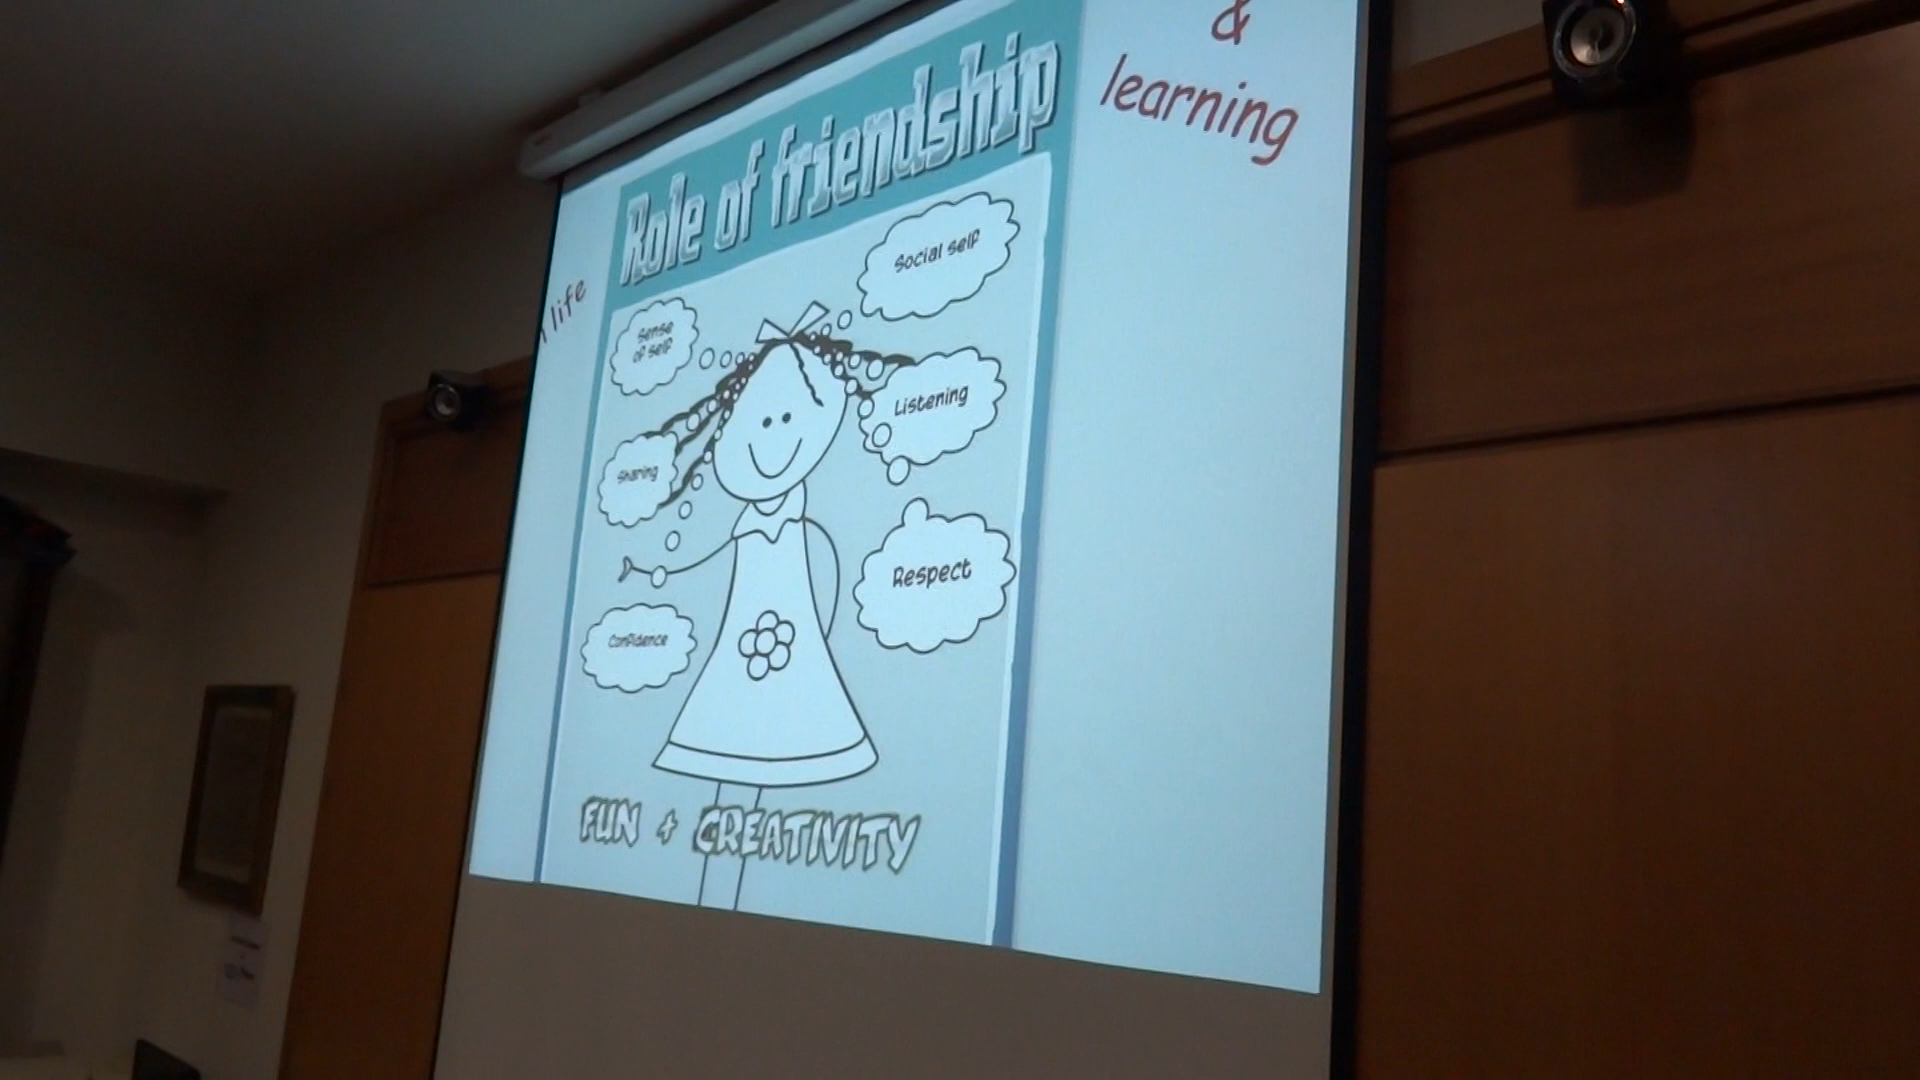 &
learning
life
Role of friendship
Social self
Sense
of self
Listening
Sharing
Respect
Confidence
FUN + CREATIVITY